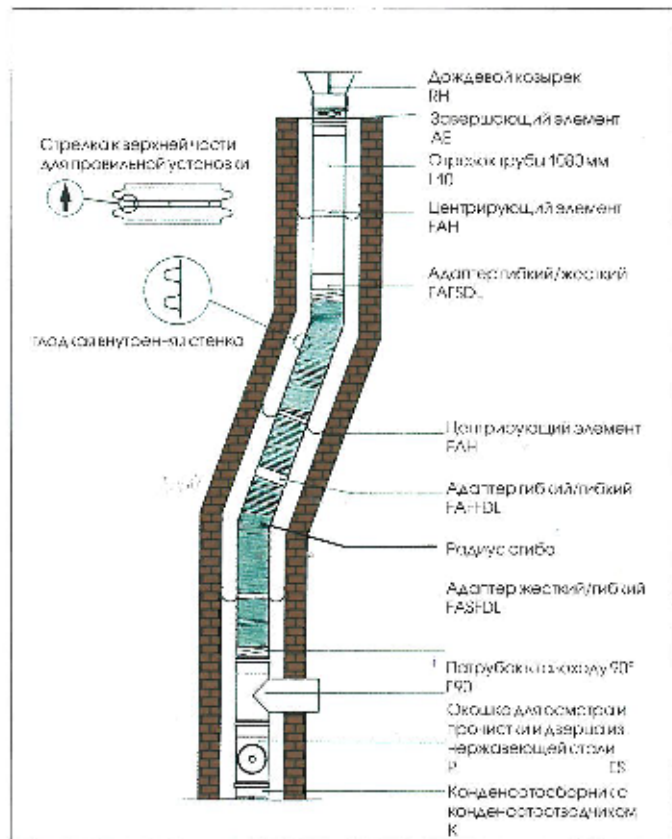 Дождевой козырек
RH
Завершающий элемент
AE
Стрелка к верхней части
для правильной установки
Отрезок трубы 1080 мм
L10
Центрирующий элемент
FAH
Адаптер гибкий/жесткий
FAFSDL
гладкая внутренняя стенка
Центрирующий элемент
FAH
Адаптер гибкий/гибкий
FAFFDL
Радиус сгиба
Адаптер жесткий/гибкий
FASFDL
Патрубок к газоходу 90°
F90
Окошко для осмотра и
прочистки и дверца из
нержавеющей стали
P ES
Конденсатосборник с
конденсатоотводчиком
K